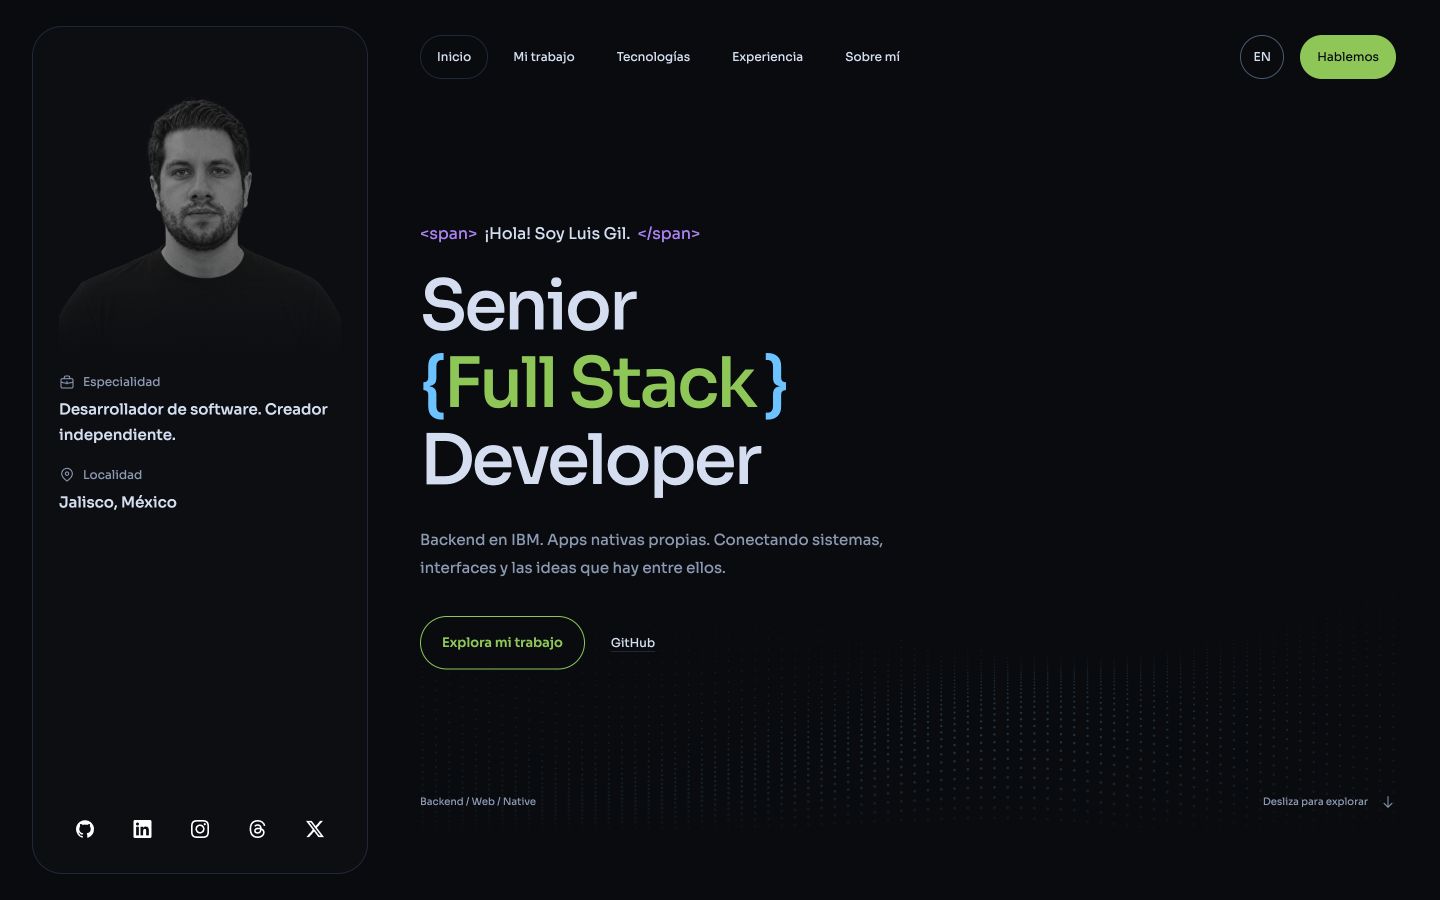 Inicio
Mi trabajo
Tecnologías
Experiencia
Sobre mí
EN
Hablemos
Especialidad
Desarrollador de software. Creador
independiente.
Localidad
Jalisco, México
<span> ¡Hola! Soy Luis Gil. </span>
Senior
{Full Stack}
Developer
Backend en IBM. Apps nativas propias. Conectando sistemas,
interfaces y las ideas que hay entre ellos.
Explora mi trabajo
GitHub
Backend / Web / Native
Desliza para explorar